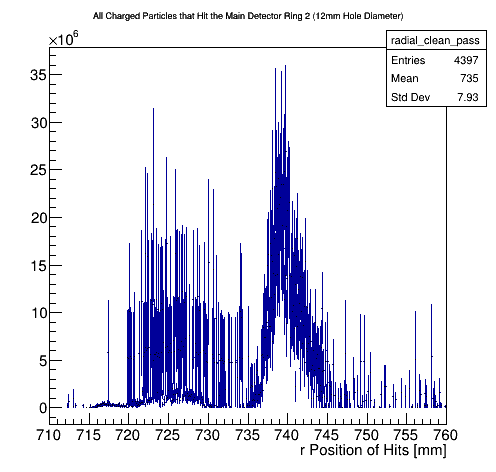 All Charged Particles that Hit the Main Detector Ring 2 (12mm Hole Diameter)
×10⁶
radial_clean_pass
Entries 4397
Mean 735
Std Dev 7.93
35
30
25
20
15
10
5
0
710 715 720 725 730 735 740 745 750 755 760
r Position of Hits [mm]